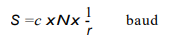 S = c x N x 1/r baud